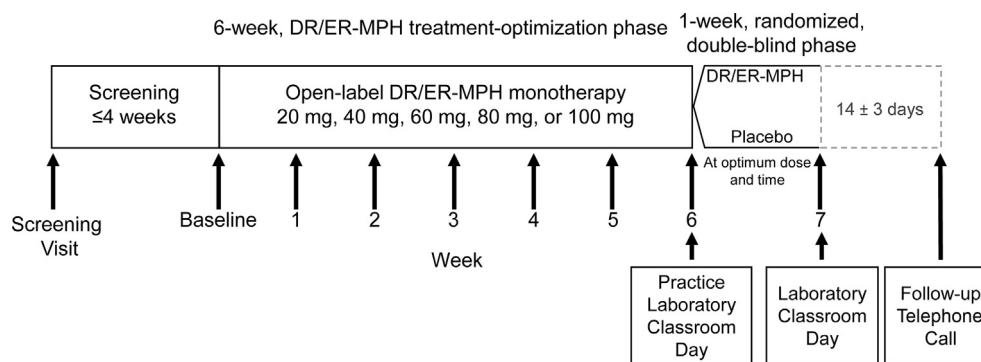 6-week, DR/ER-MPH treatment-optimization phase
1-week, randomized,
double-blind phase
Screening
≤4 weeks
Open-label DR/ER-MPH monotherapy
20 mg, 40 mg, 60 mg, 80 mg, or 100 mg
DR/ER-MPH
Placebo
At optimum dose
and time
14 ± 3 days
Screening
Visit
Baseline
1
2
3
4
5
6
7
Week
Practice
Laboratory
Classroom
Day
Laboratory
Classroom
Day
Follow-up
Telephone
Call